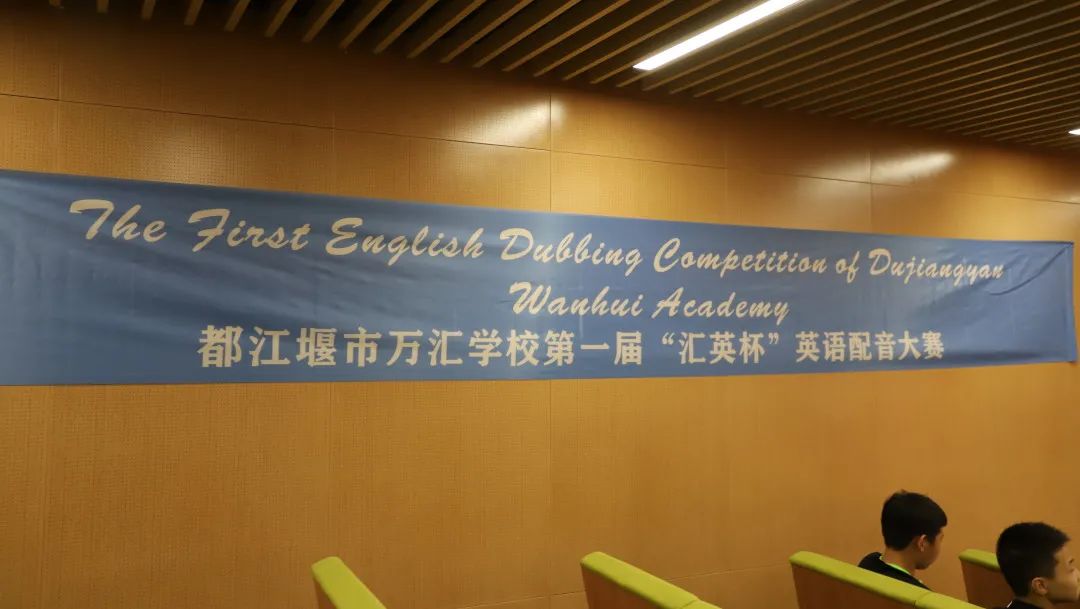 The First English Dubbing Competition of Dujiangyan
Wanhui Academy
都江堰市万汇学校第一届“汇英杯”英语配音大赛